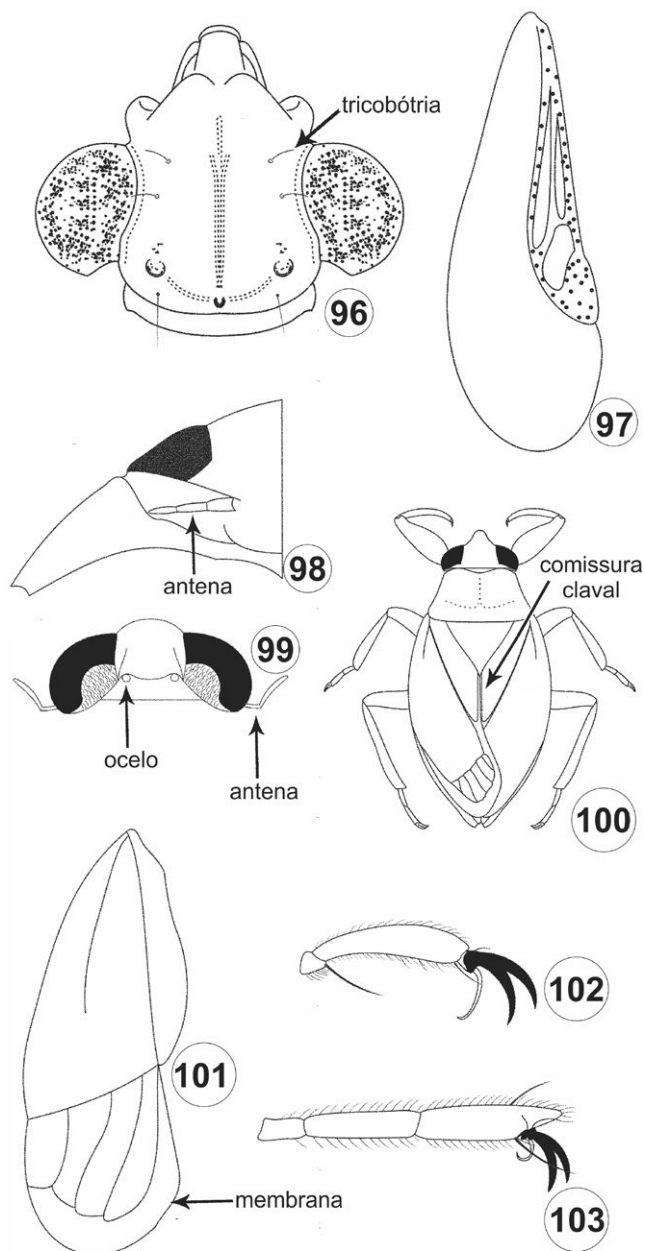 tricobótria
96
97
antena
98
99
ocelo
antena
comissura
claval
100
101
membrana
102
103